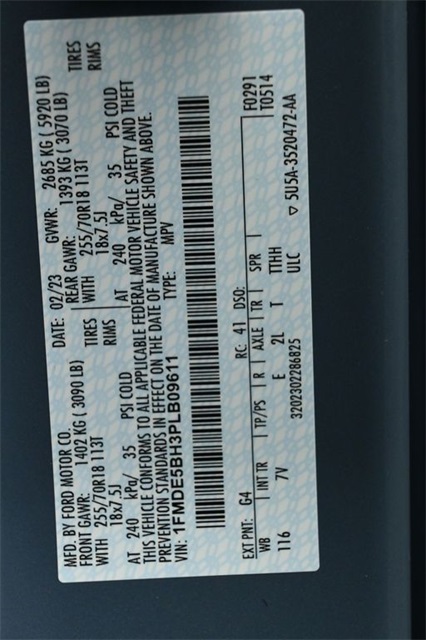 MFD. BY FORD MOTOR CO. DATE: 02/23 GVWR: 2685 KG ( 5920 LB)
FRONT GAWR: 1402 KG ( 3090 LB) REAR GAWR: 1393 KG ( 3070 LB)
WITH 255/70R18 113T TIRES WITH 255/70R18 113T TIRES
18x7.5J RIMS 18x7.5J RIMS
AT 240 kPa/ 35 PSI COLD AT 240 kPa/ 35 PSI COLD
THIS VEHICLE CONFORMS TO ALL APPLICABLE FEDERAL MOTOR VEHICLE SAFETY AND THEFT
PREVENTION STANDARDS IN EFFECT ON THE DATE OF MANUFACTURE SHOWN ABOVE.
VIN: 1FMDE5BH3PLB09611 TYPE: MPV
F0291
EXT PNT: G4 RC: 41 DSO: T0514
WB | INT TR | TP/PS | R | AXLE | TR | SPR
116 7V E 2L T TTHH
ULC
3202302286825 ▽ 5U5A-3520472-AA